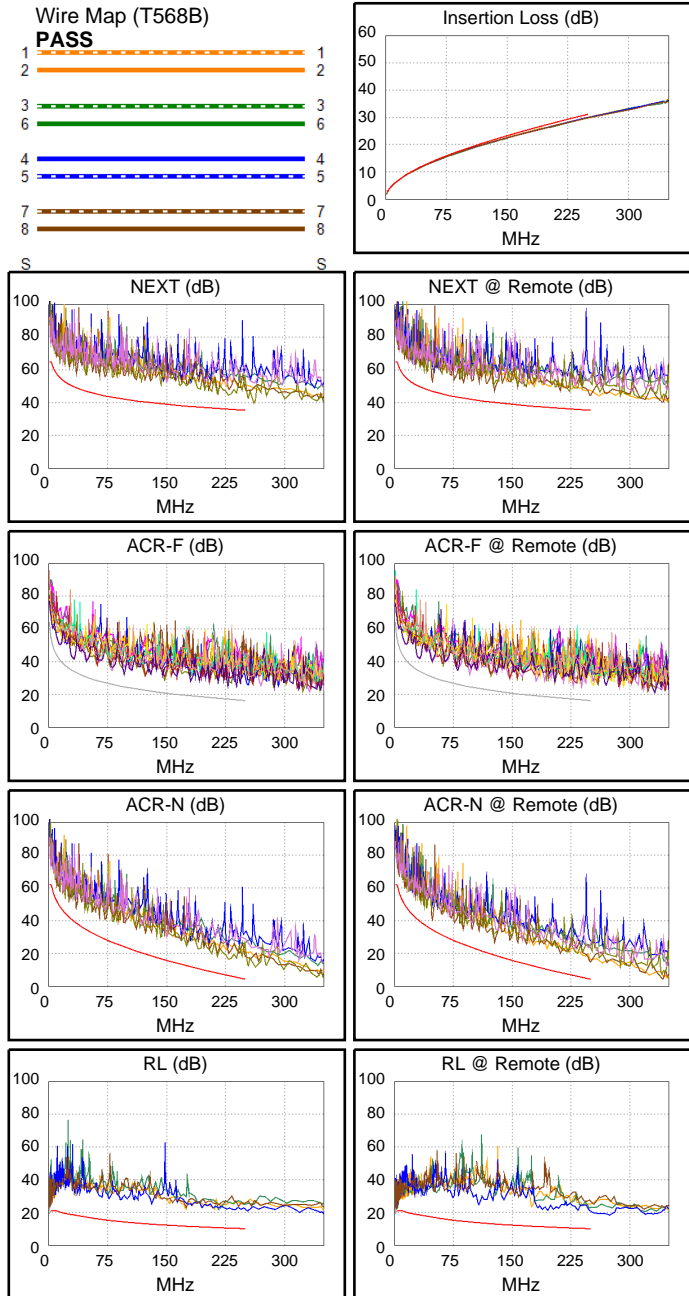 Wire Map (T568B)
PASS
1 1
2 2
3 3
6 6
4 4
5 5
7 7
8 8
S S
Insertion Loss (dB)
60
50
40
30
20
10
0
0 75 150 225 300
MHz
NEXT (dB)
100
80
60
40
20
0
0 75 150 225 300
MHz
NEXT @ Remote (dB)
100
80
60
40
20
0
0 75 150 225 300
MHz
ACR-F (dB)
100
80
60
40
20
0
0 75 150 225 300
MHz
ACR-F @ Remote (dB)
100
80
60
40
20
0
0 75 150 225 300
MHz
ACR-N (dB)
100
80
60
40
20
0
0 75 150 225 300
MHz
ACR-N @ Remote (dB)
100
80
60
40
20
0
0 75 150 225 300
MHz
RL (dB)
100
80
60
40
20
0
0 75 150 225 300
MHz
RL @ Remote (dB)
100
80
60
40
20
0
0 75 150 225 300
MHz